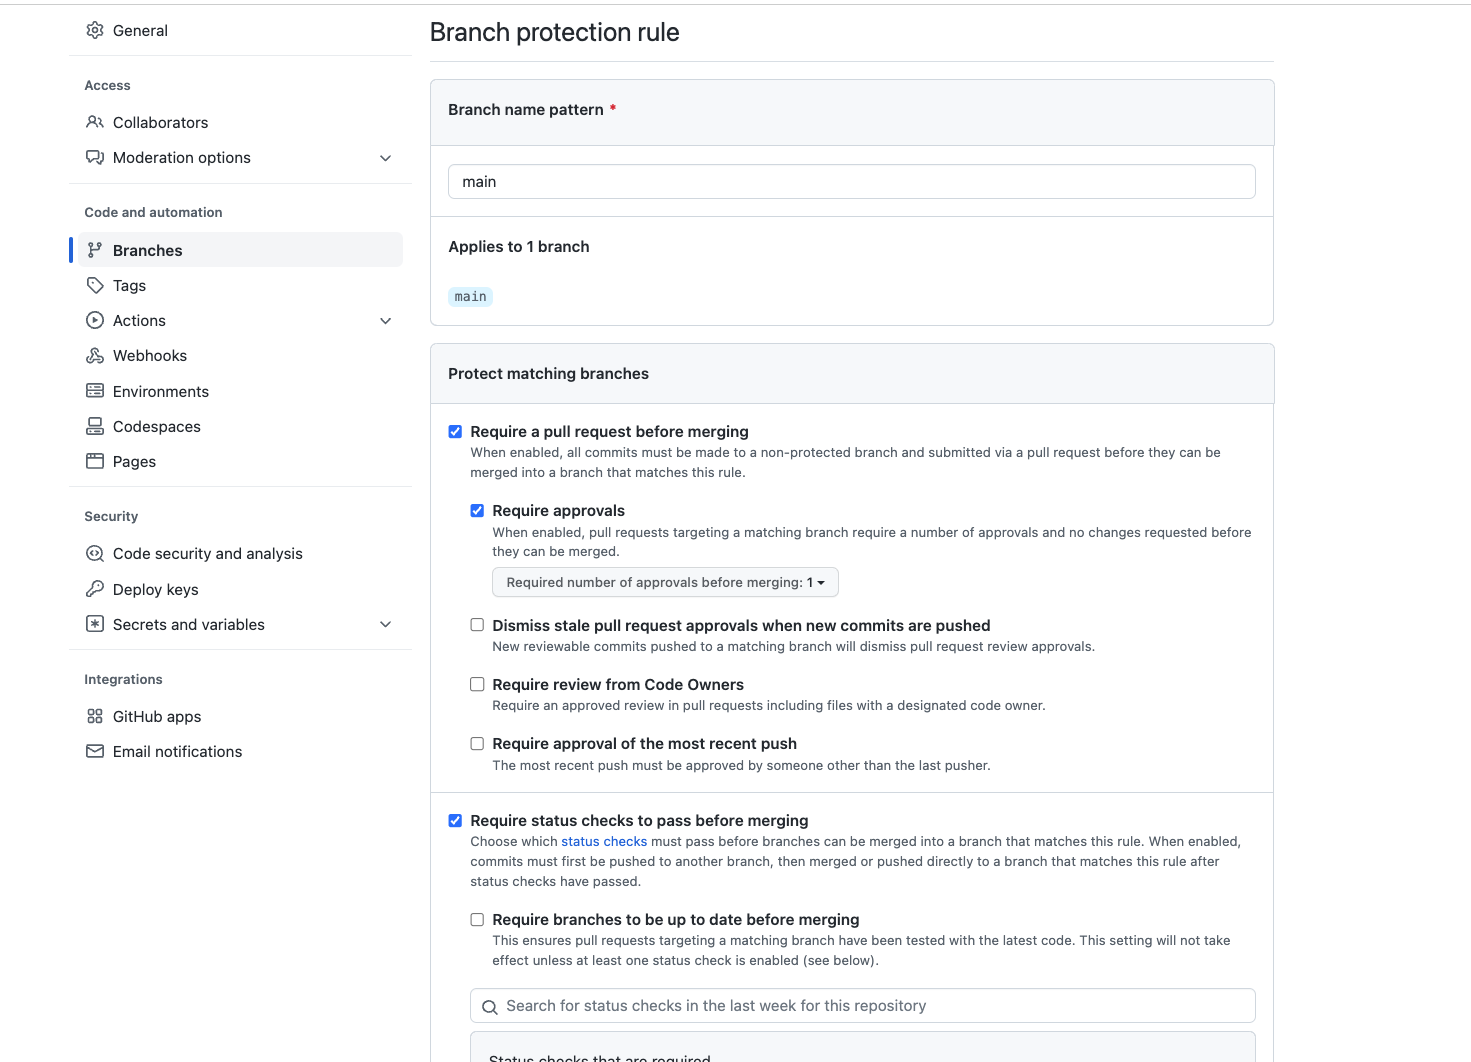 General
Access
Collaborators
Moderation options
Code and automation
Branches
Tags
Actions
Webhooks
Environments
Codespaces
Pages
Security
Code security and analysis
Deploy keys
Secrets and variables
Integrations
GitHub apps
Email notifications
Branch protection rule
Branch name pattern *
main
Applies to 1 branch
main
Protect matching branches
Require a pull request before merging
When enabled, all commits must be made to a non-protected branch and submitted via a pull request before they can be
merged into a branch that matches this rule.
Require approvals
When enabled, pull requests targeting a matching branch require a number of approvals and no changes requested before
they can be merged.
Required number of approvals before merging: 1
Dismiss stale pull request approvals when new commits are pushed
New reviewable commits pushed to a matching branch will dismiss pull request review approvals.
Require review from Code Owners
Require an approved review in pull requests including files with a designated code owner.
Require approval of the most recent push
The most recent push must be approved by someone other than the last pusher.
Require status checks to pass before merging
Choose which status checks must pass before branches can be merged into a branch that matches this rule. When enabled,
commits must first be pushed to another branch, then merged or pushed directly to a branch that matches this rule after
status checks have passed.
Require branches to be up to date before merging
This ensures pull requests targeting a matching branch have been tested with the latest code. This setting will not take
effect unless at least one status check is enabled (see below).
Search for status checks in the last week for this repository
Status checks that are required